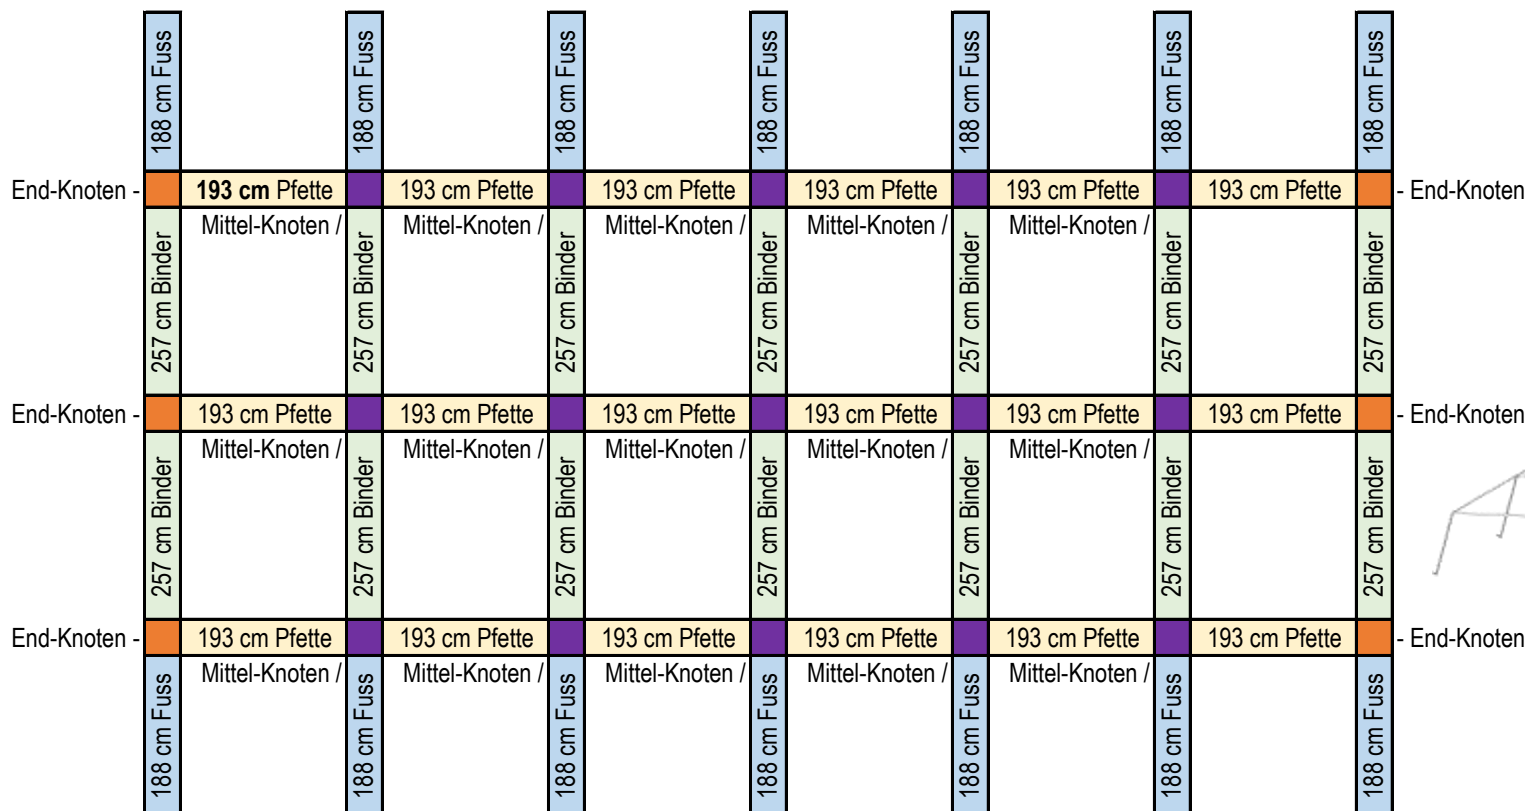 188 cm Fuss 188 cm Fuss 188 cm Fuss 188 cm Fuss 188 cm Fuss 188 cm Fuss 188 cm Fuss
End-Knoten - 193 cm Pfette 193 cm Pfette 193 cm Pfette 193 cm Pfette 193 cm Pfette 193 cm Pfette - End-Knoten
Mittel-Knoten / Mittel-Knoten / Mittel-Knoten / Mittel-Knoten / Mittel-Knoten /
257 cm Binder 257 cm Binder 257 cm Binder 257 cm Binder 257 cm Binder 257 cm Binder 257 cm Binder
End-Knoten - 193 cm Pfette 193 cm Pfette 193 cm Pfette 193 cm Pfette 193 cm Pfette 193 cm Pfette - End-Knoten
Mittel-Knoten / Mittel-Knoten / Mittel-Knoten / Mittel-Knoten / Mittel-Knoten /
257 cm Binder 257 cm Binder 257 cm Binder 257 cm Binder 257 cm Binder 257 cm Binder 257 cm Binder
End-Knoten - 193 cm Pfette 193 cm Pfette 193 cm Pfette 193 cm Pfette 193 cm Pfette 193 cm Pfette - End-Knoten
Mittel-Knoten / Mittel-Knoten / Mittel-Knoten / Mittel-Knoten / Mittel-Knoten /
188 cm Fuss 188 cm Fuss 188 cm Fuss 188 cm Fuss 188 cm Fuss 188 cm Fuss 188 cm Fuss